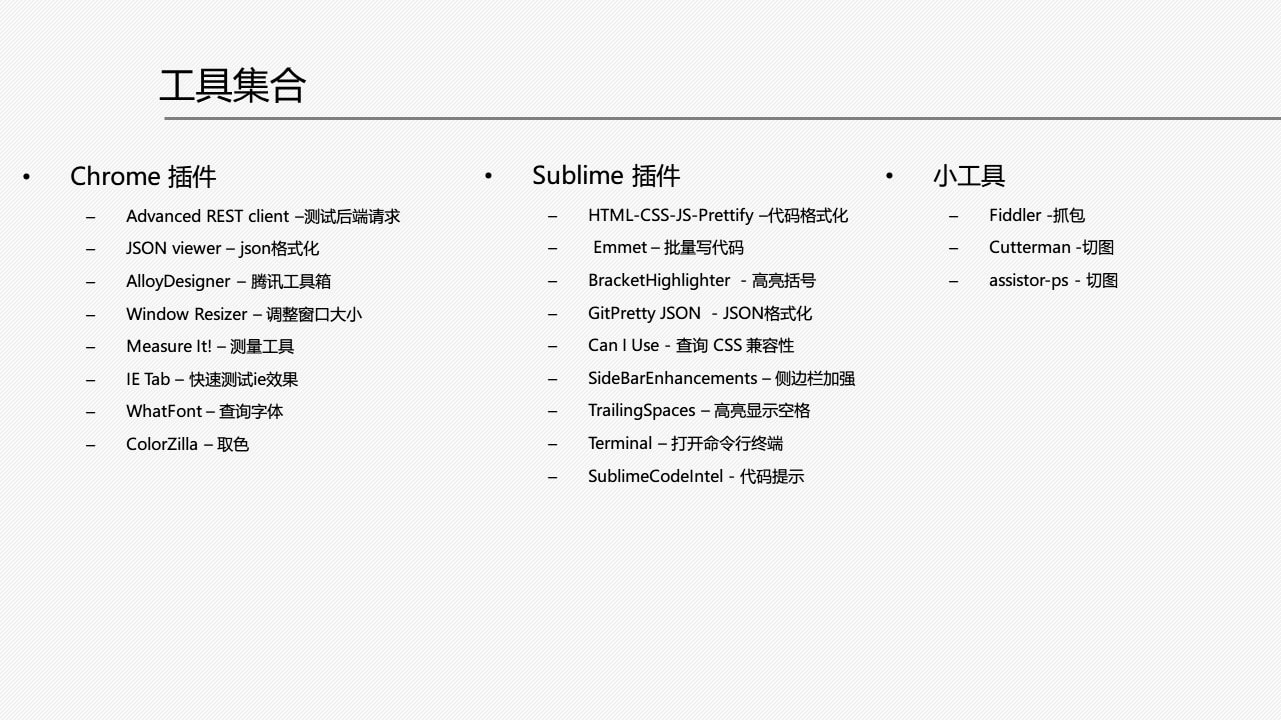 工具集合
• Chrome 插件
– Advanced REST client –测试后端请求
– JSON viewer – json格式化
– AlloyDesigner – 腾讯工具箱
– Window Resizer – 调整窗口大小
– Measure It! – 测量工具
– IE Tab – 快速测试ie效果
– WhatFont – 查询字体
– ColorZilla – 取色
• Sublime 插件
– HTML-CSS-JS-Prettify –代码格式化
– Emmet – 批量写代码
– BracketHighlighter - 高亮括号
– GitPretty JSON - JSON格式化
– Can I Use - 查询 CSS 兼容性
– SideBarEnhancements – 侧边栏加强
– TrailingSpaces – 高亮显示空格
– Terminal – 打开命令行终端
– SublimeCodeIntel - 代码提示
• 小工具
– Fiddler -抓包
– Cutterman -切图
– assistor-ps - 切图